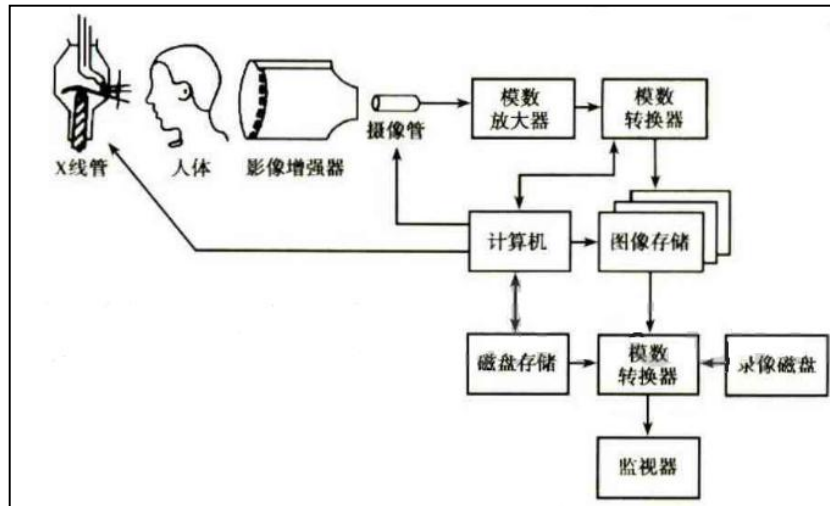 模数
放大器
模数
转换器
摄像管
X线管
人体
影像增强器
计算机
图像存储
磁盘存储
模数
转换器
录像磁盘
监视器